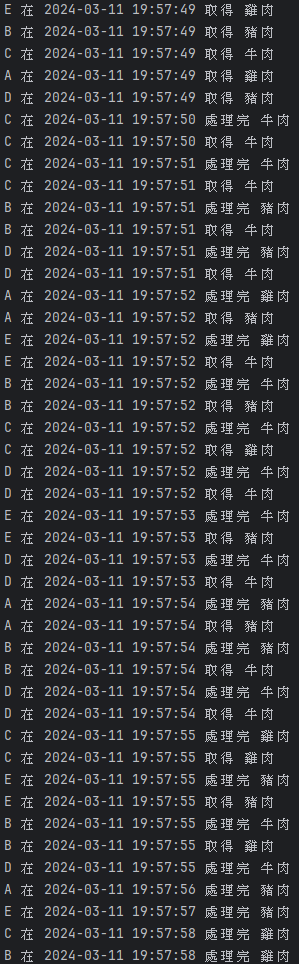 E 在 2024-03-11 19:57:49 取得 雞肉
B 在 2024-03-11 19:57:49 取得 豬肉
C 在 2024-03-11 19:57:49 取得 牛肉
A 在 2024-03-11 19:57:49 取得 雞肉
D 在 2024-03-11 19:57:49 取得 豬肉
C 在 2024-03-11 19:57:50 處理完 牛肉
C 在 2024-03-11 19:57:50 取得 牛肉
C 在 2024-03-11 19:57:51 處理完 牛肉
C 在 2024-03-11 19:57:51 取得 牛肉
B 在 2024-03-11 19:57:51 處理完 豬肉
B 在 2024-03-11 19:57:51 取得 牛肉
D 在 2024-03-11 19:57:51 處理完 豬肉
D 在 2024-03-11 19:57:51 取得 牛肉
A 在 2024-03-11 19:57:52 處理完 雞肉
A 在 2024-03-11 19:57:52 取得 豬肉
E 在 2024-03-11 19:57:52 處理完 雞肉
E 在 2024-03-11 19:57:52 取得 牛肉
B 在 2024-03-11 19:57:52 處理完 牛肉
B 在 2024-03-11 19:57:52 取得 豬肉
C 在 2024-03-11 19:57:52 處理完 牛肉
C 在 2024-03-11 19:57:52 取得 雞肉
D 在 2024-03-11 19:57:52 處理完 牛肉
D 在 2024-03-11 19:57:52 取得 牛肉
E 在 2024-03-11 19:57:53 處理完 牛肉
E 在 2024-03-11 19:57:53 取得 豬肉
D 在 2024-03-11 19:57:53 處理完 牛肉
D 在 2024-03-11 19:57:53 取得 牛肉
A 在 2024-03-11 19:57:54 處理完 豬肉
A 在 2024-03-11 19:57:54 取得 豬肉
B 在 2024-03-11 19:57:54 處理完 豬肉
B 在 2024-03-11 19:57:54 取得 牛肉
D 在 2024-03-11 19:57:54 處理完 牛肉
D 在 2024-03-11 19:57:54 取得 牛肉
C 在 2024-03-11 19:57:55 處理完 雞肉
C 在 2024-03-11 19:57:55 取得 雞肉
E 在 2024-03-11 19:57:55 處理完 豬肉
E 在 2024-03-11 19:57:55 取得 豬肉
B 在 2024-03-11 19:57:55 處理完 牛肉
B 在 2024-03-11 19:57:55 取得 雞肉
D 在 2024-03-11 19:57:55 處理完 牛肉
A 在 2024-03-11 19:57:56 處理完 豬肉
E 在 2024-03-11 19:57:57 處理完 豬肉
C 在 2024-03-11 19:57:58 處理完 雞肉
B 在 2024-03-11 19:57:58 處理完 雞肉